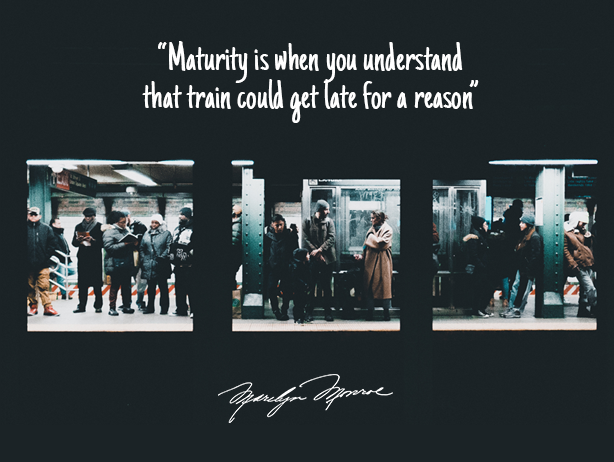 “Maturity is when you understand
that train could get late for a reason”
Marilyn Monroe